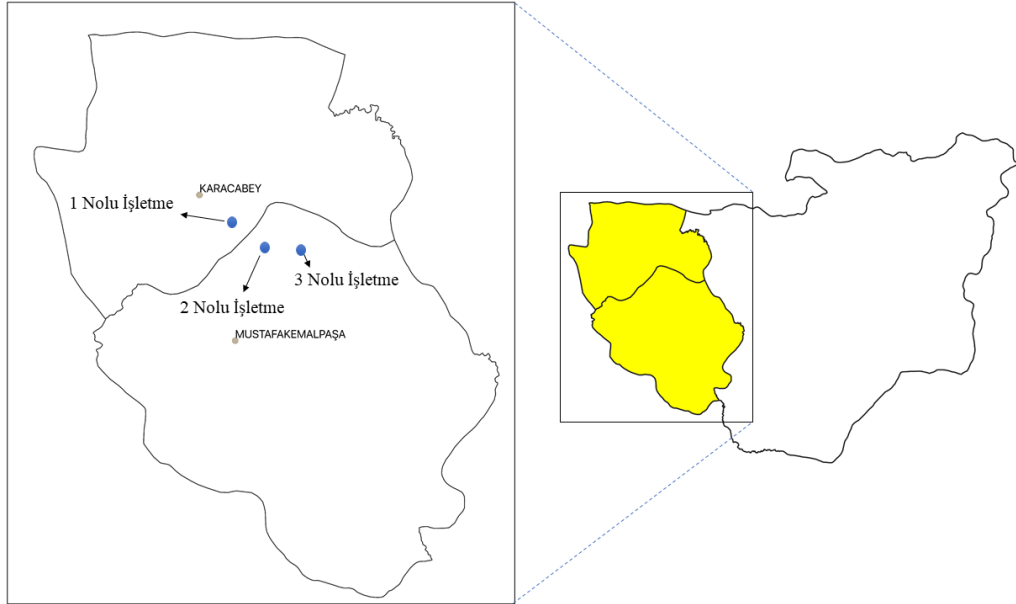 KARACABEY
1 Nolu İşletme
3 Nolu İşletme
2 Nolu İşletme
MUSTAFAKEMALPAŞA